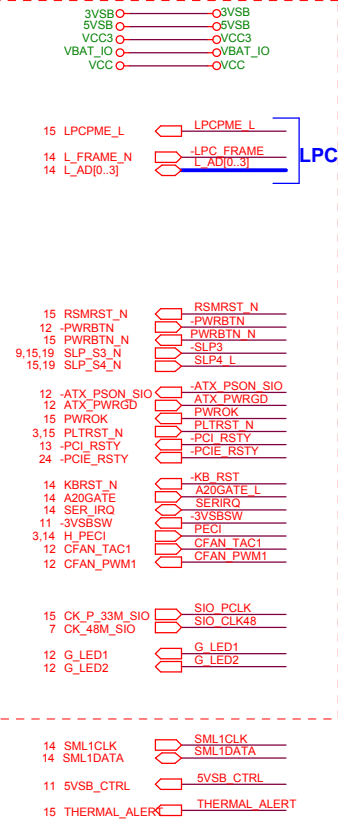 3VSB 3VSB
5VSB 5VSB
VCC3 VCC3
VBAT_IO VBAT_IO
VCC VCC
15 LPCPME_L LPCPME_L
14 L_FRAME_N -LPC_FRAME
14 L_AD[0..3] L_AD[0..3]
LPC
15 RSMRST_N RSMRST_N
12 -PWRBTN -PWRBTN
15 PWRBTN_N PWRBTN_N
9,15,19 SLP_S3_N -SLP3
15,19 SLP_S4_N SLP4_L
12 -ATX_PSON_SIO -ATX_PSON_SIO
12 ATX_PWRGD ATX_PWRGD
15 PWROK PWROK
3,15 PLTRST_N PLTRST_N
13 -PCI_RSTY -PCI_RSTY
24 -PCIE_RSTY -PCIE_RSTY
14 KBRST_N -KB_RST
14 A20GATE A20GATE_L
14 SER_IRQ SERIRQ
11 -3VSBSW -3VSBSW
3,14 H_PECI PECI
12 CFAN_TAC1 CFAN_TAC1
12 CFAN_PWM1 CFAN_PWM1
15 CK_P_33M_SIO SIO_PCLK
7 CK_48M_SIO SIO_CLK48
12 G_LED1 G_LED1
12 G_LED2 G_LED2
14 SML1CLK SML1CLK
14 SML1DATA SML1DATA
11 5VSB_CTRL 5VSB_CTRL
15 THERMAL_ALERT THERMAL_ALERT